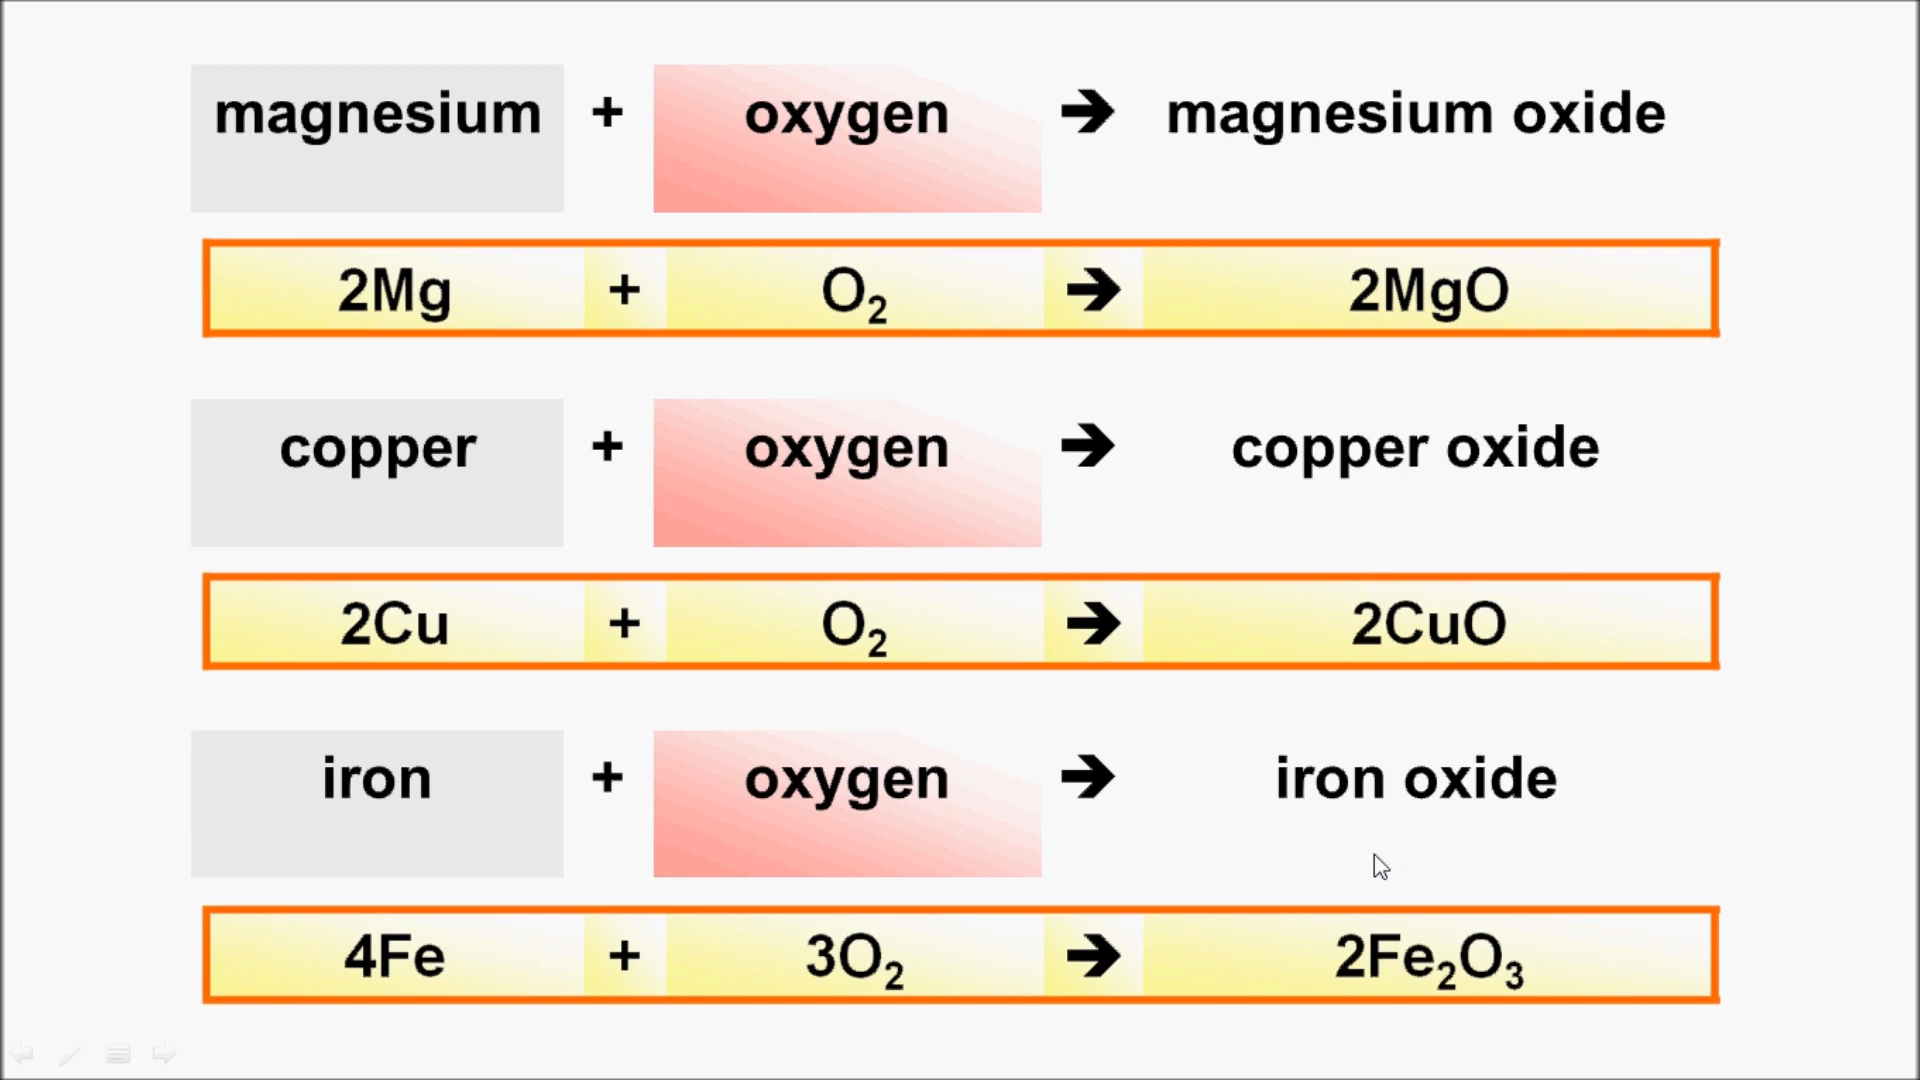 magnesium + oxygen ➔ magnesium oxide
2Mg + O₂ ➔ 2MgO
copper + oxygen ➔ copper oxide
2Cu + O₂ ➔ 2CuO
iron + oxygen ➔ iron oxide
4Fe + 3O₂ ➔ 2Fe₂O₃